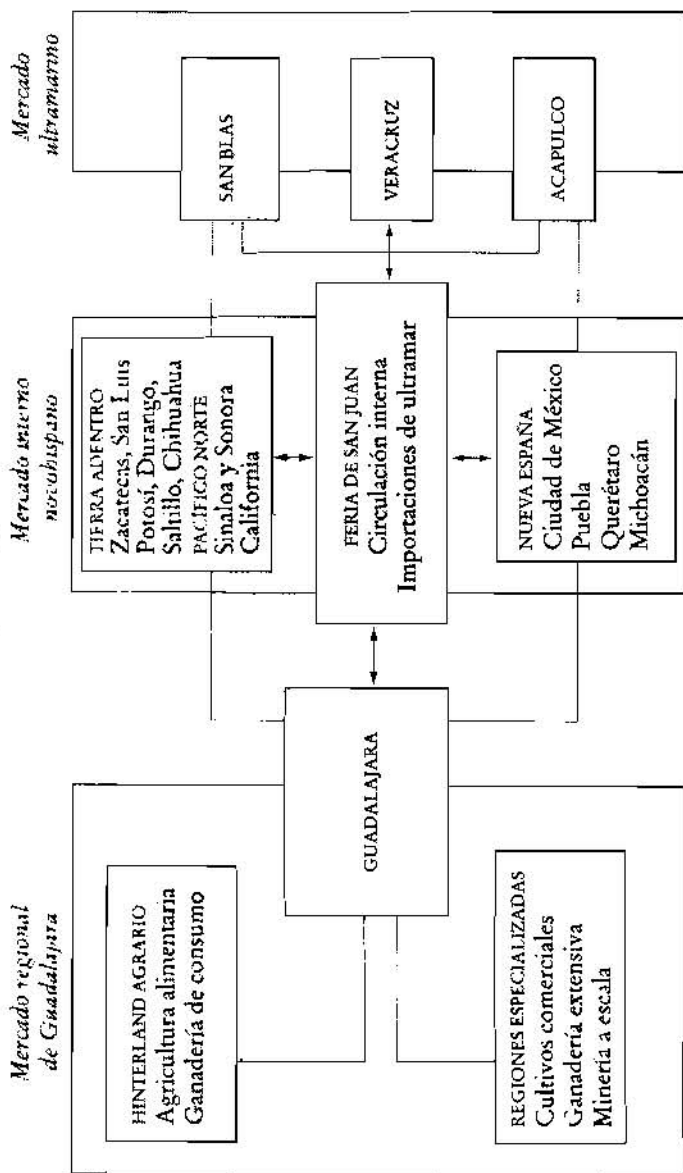 Mercado regional
de Guadalajara
HINTERLAND AGRARIO
Agricultura alimentaria
Ganadería de consumo
REGIONES ESPECIALIZADAS
Cultivos comerciales
Ganadería extensiva
Minería a escala
GUADALAJARA
Mercado interno
novohispano
TIERRA ADENTRO
Zacatecas, San Luis
Potosí, Durango,
Saltillo, Chihuahua
PACÍFICO NORTE
Sinaloa y Sonora
California
FERIA DE SAN JUAN
Circulación interna
Importaciones de ultramar
NUEVA ESPAÑA
Ciudad de México
Puebla
Querétaro
Michoacán
Mercado
ultramarino
SAN BLAS
VERACRUZ
ACAPULCO